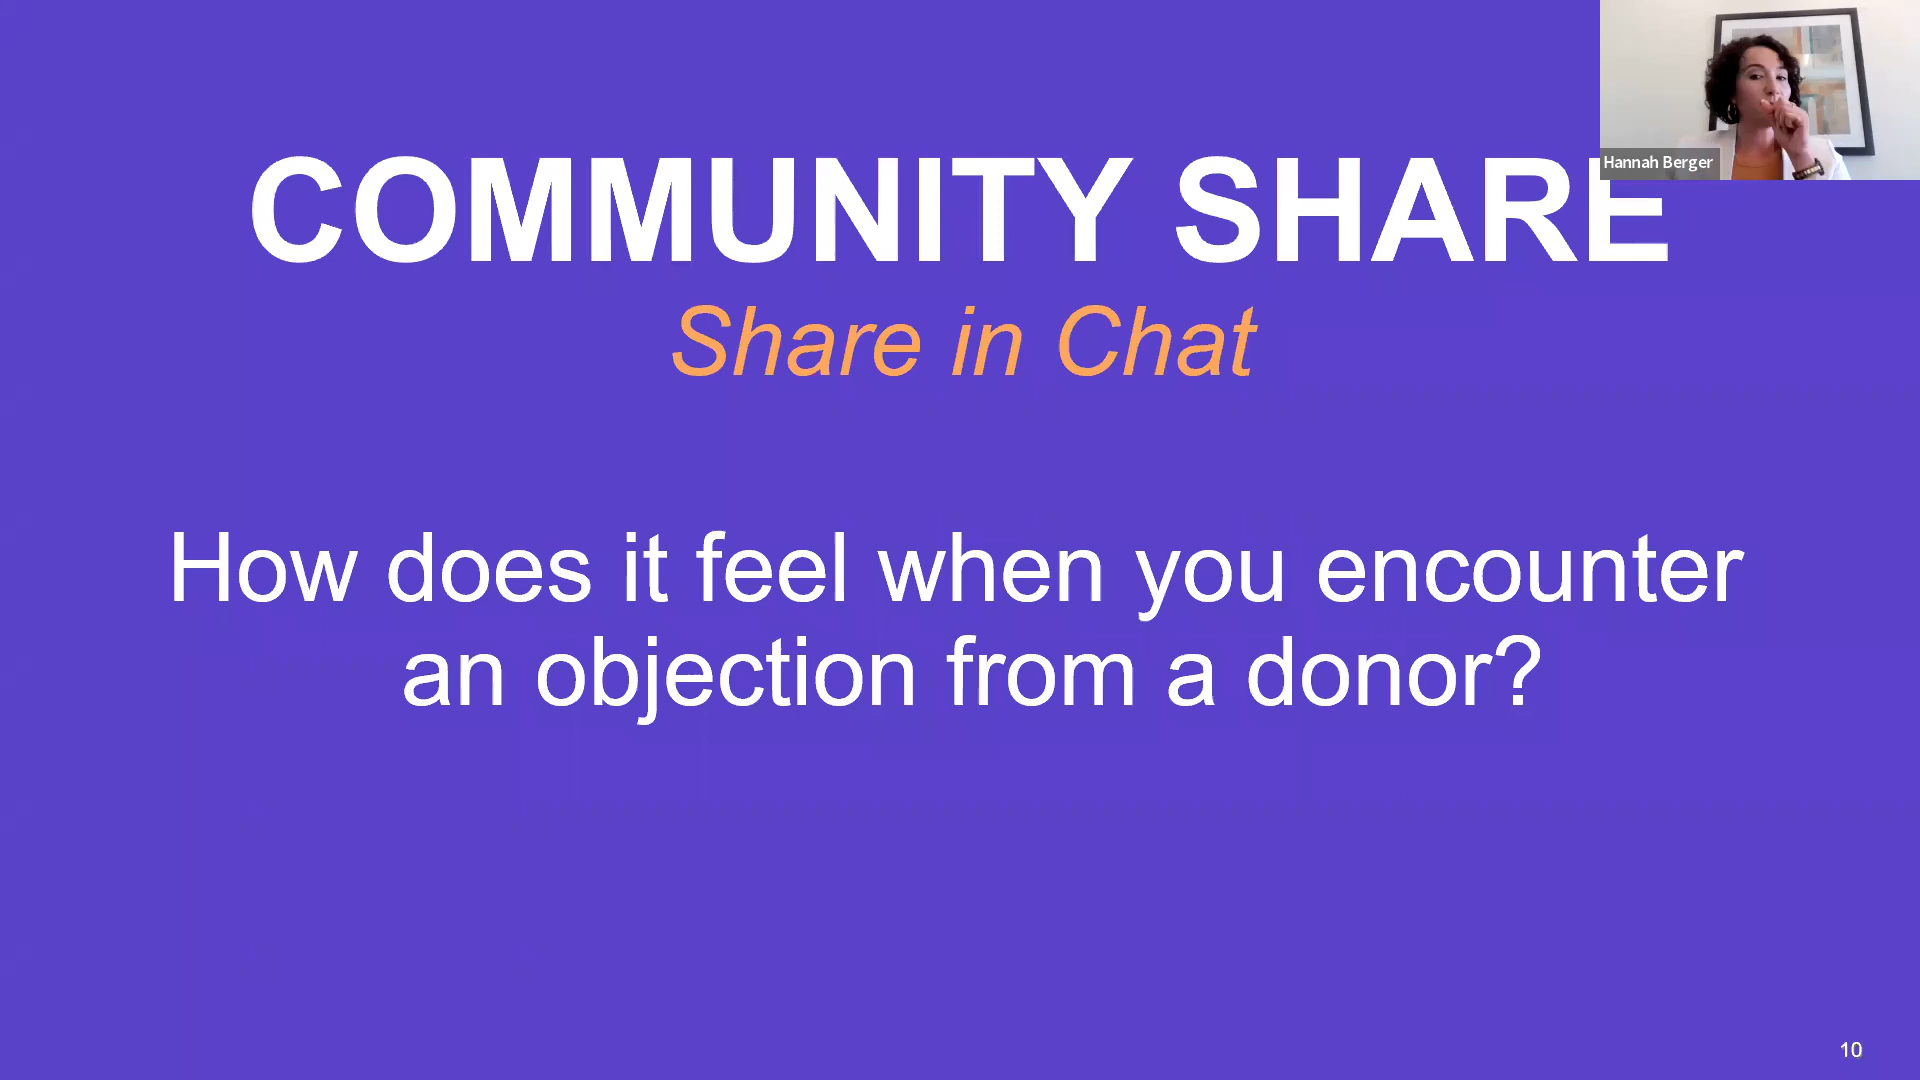 Hannah Berger
COMMUNITY SHARE
Share in Chat
How does it feel when you encounter
an objection from a donor?
10